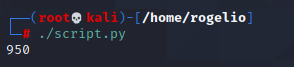 ┌──(root💀kali)-[/home/rogelio]
└─# ./script.py
950